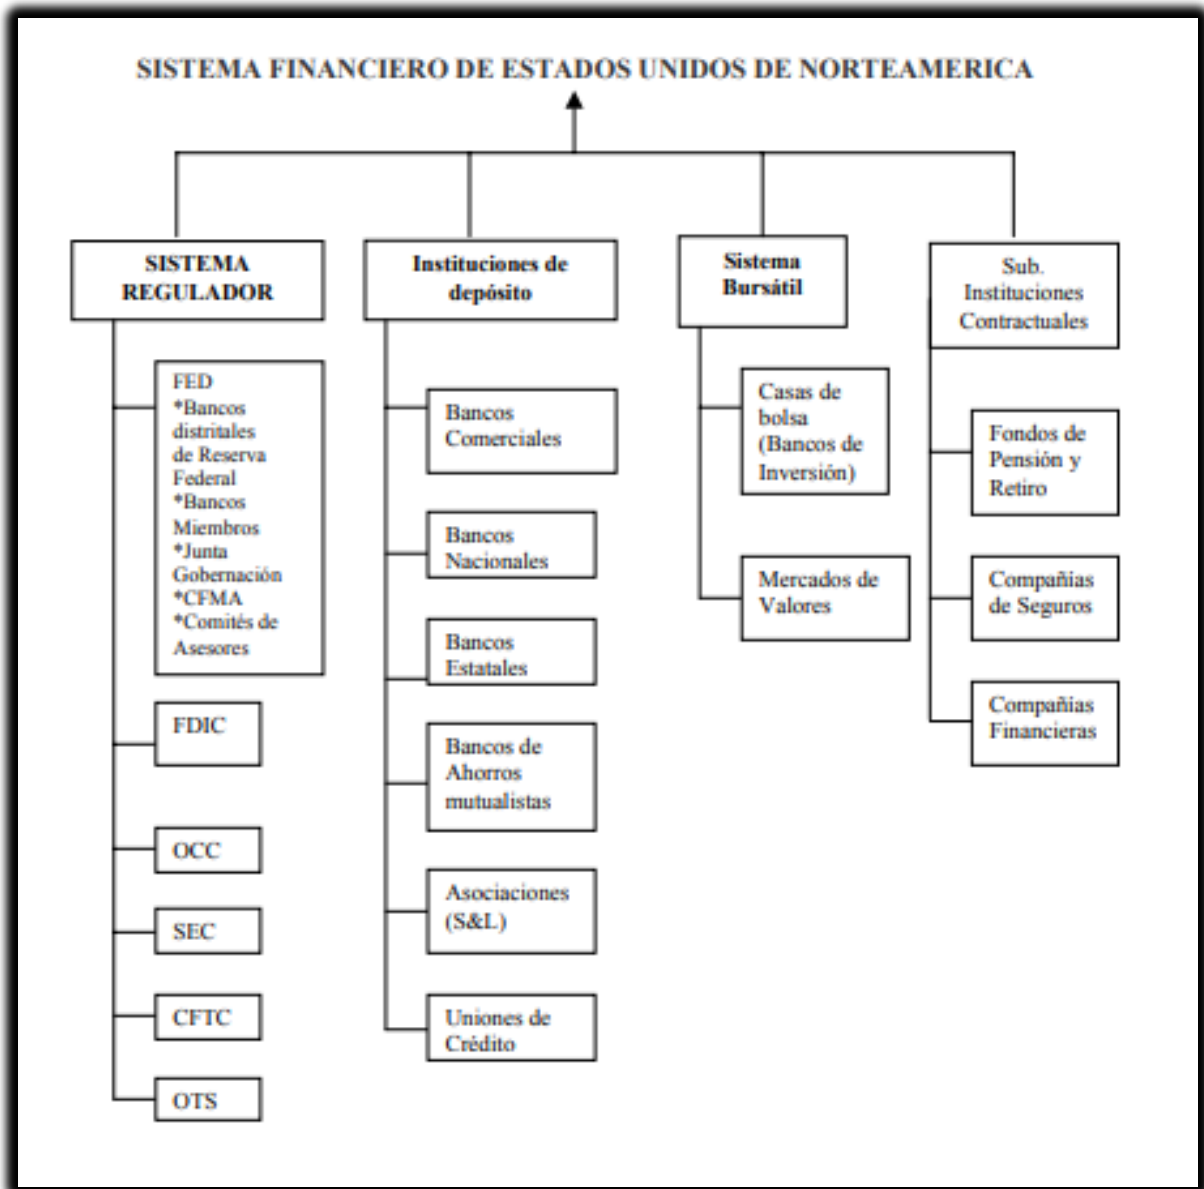 SISTEMA FINANCIERO DE ESTADOS UNIDOS DE NORTEAMERICA
SISTEMA
REGULADOR
FED
*Bancos
distritales
de Reserva
Federal
*Bancos
Miembros
*Junta
Gobernación
*CFMA
*Comités de
Asesores
FDIC
OCC
SEC
CFTC
OTS
Instituciones de
depósito
Bancos
Comerciales
Bancos
Nacionales
Bancos
Estatales
Bancos de
Ahorros
mutualistas
Asociaciones
(S&L)
Uniones de
Crédito
Sistema
Bursátil
Casas de
bolsa
(Bancos de
Inversión)
Mercados de
Valores
Sub.
Instituciones
Contractuales
Fondos de
Pensión y
Retiro
Compañias
de Seguros
Compañias
Financieras